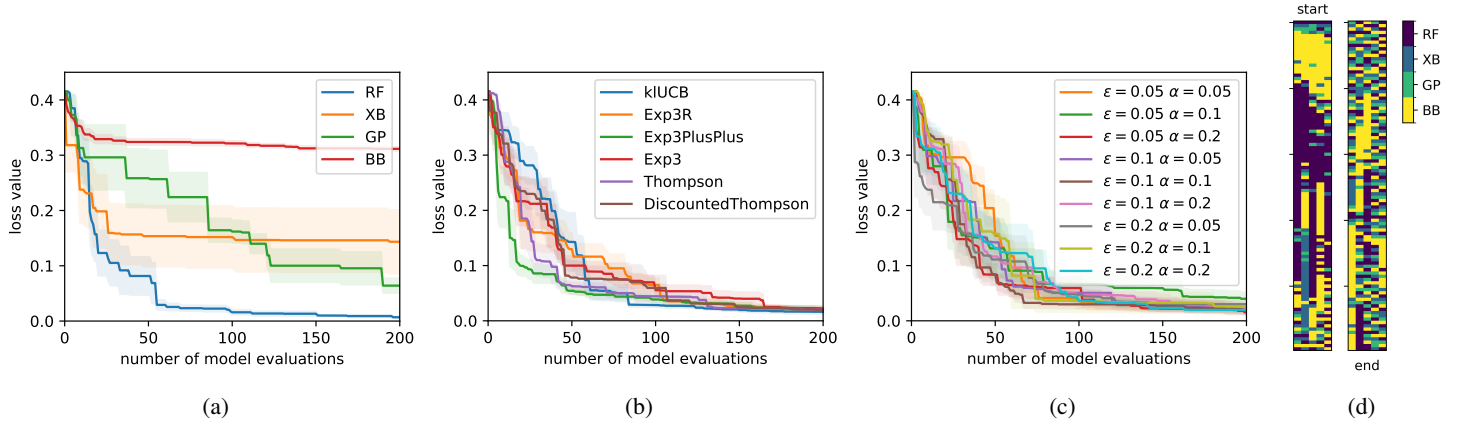 0.4
0.3
0.2
0.1
0.0
loss value
0
50
100
150
200
number of model evaluations
RF
XB
GP
BB
(a)
0.4
0.3
0.2
0.1
0.0
loss value
0
50
100
150
200
number of model evaluations
klUCB
Exp3R
Exp3PlusPlus
Exp3
Thompson
DiscountedThompson
(b)
0.4
0.3
0.2
0.1
0.0
loss value
0
50
100
150
200
number of model evaluations
ε = 0.05 α = 0.05
ε = 0.05 α = 0.1
ε = 0.05 α = 0.2
ε = 0.1 α = 0.05
ε = 0.1 α = 0.1
ε = 0.1 α = 0.2
ε = 0.2 α = 0.05
ε = 0.2 α = 0.1
ε = 0.2 α = 0.2
(c)
start
end
RF
XB
GP
BB
(d)